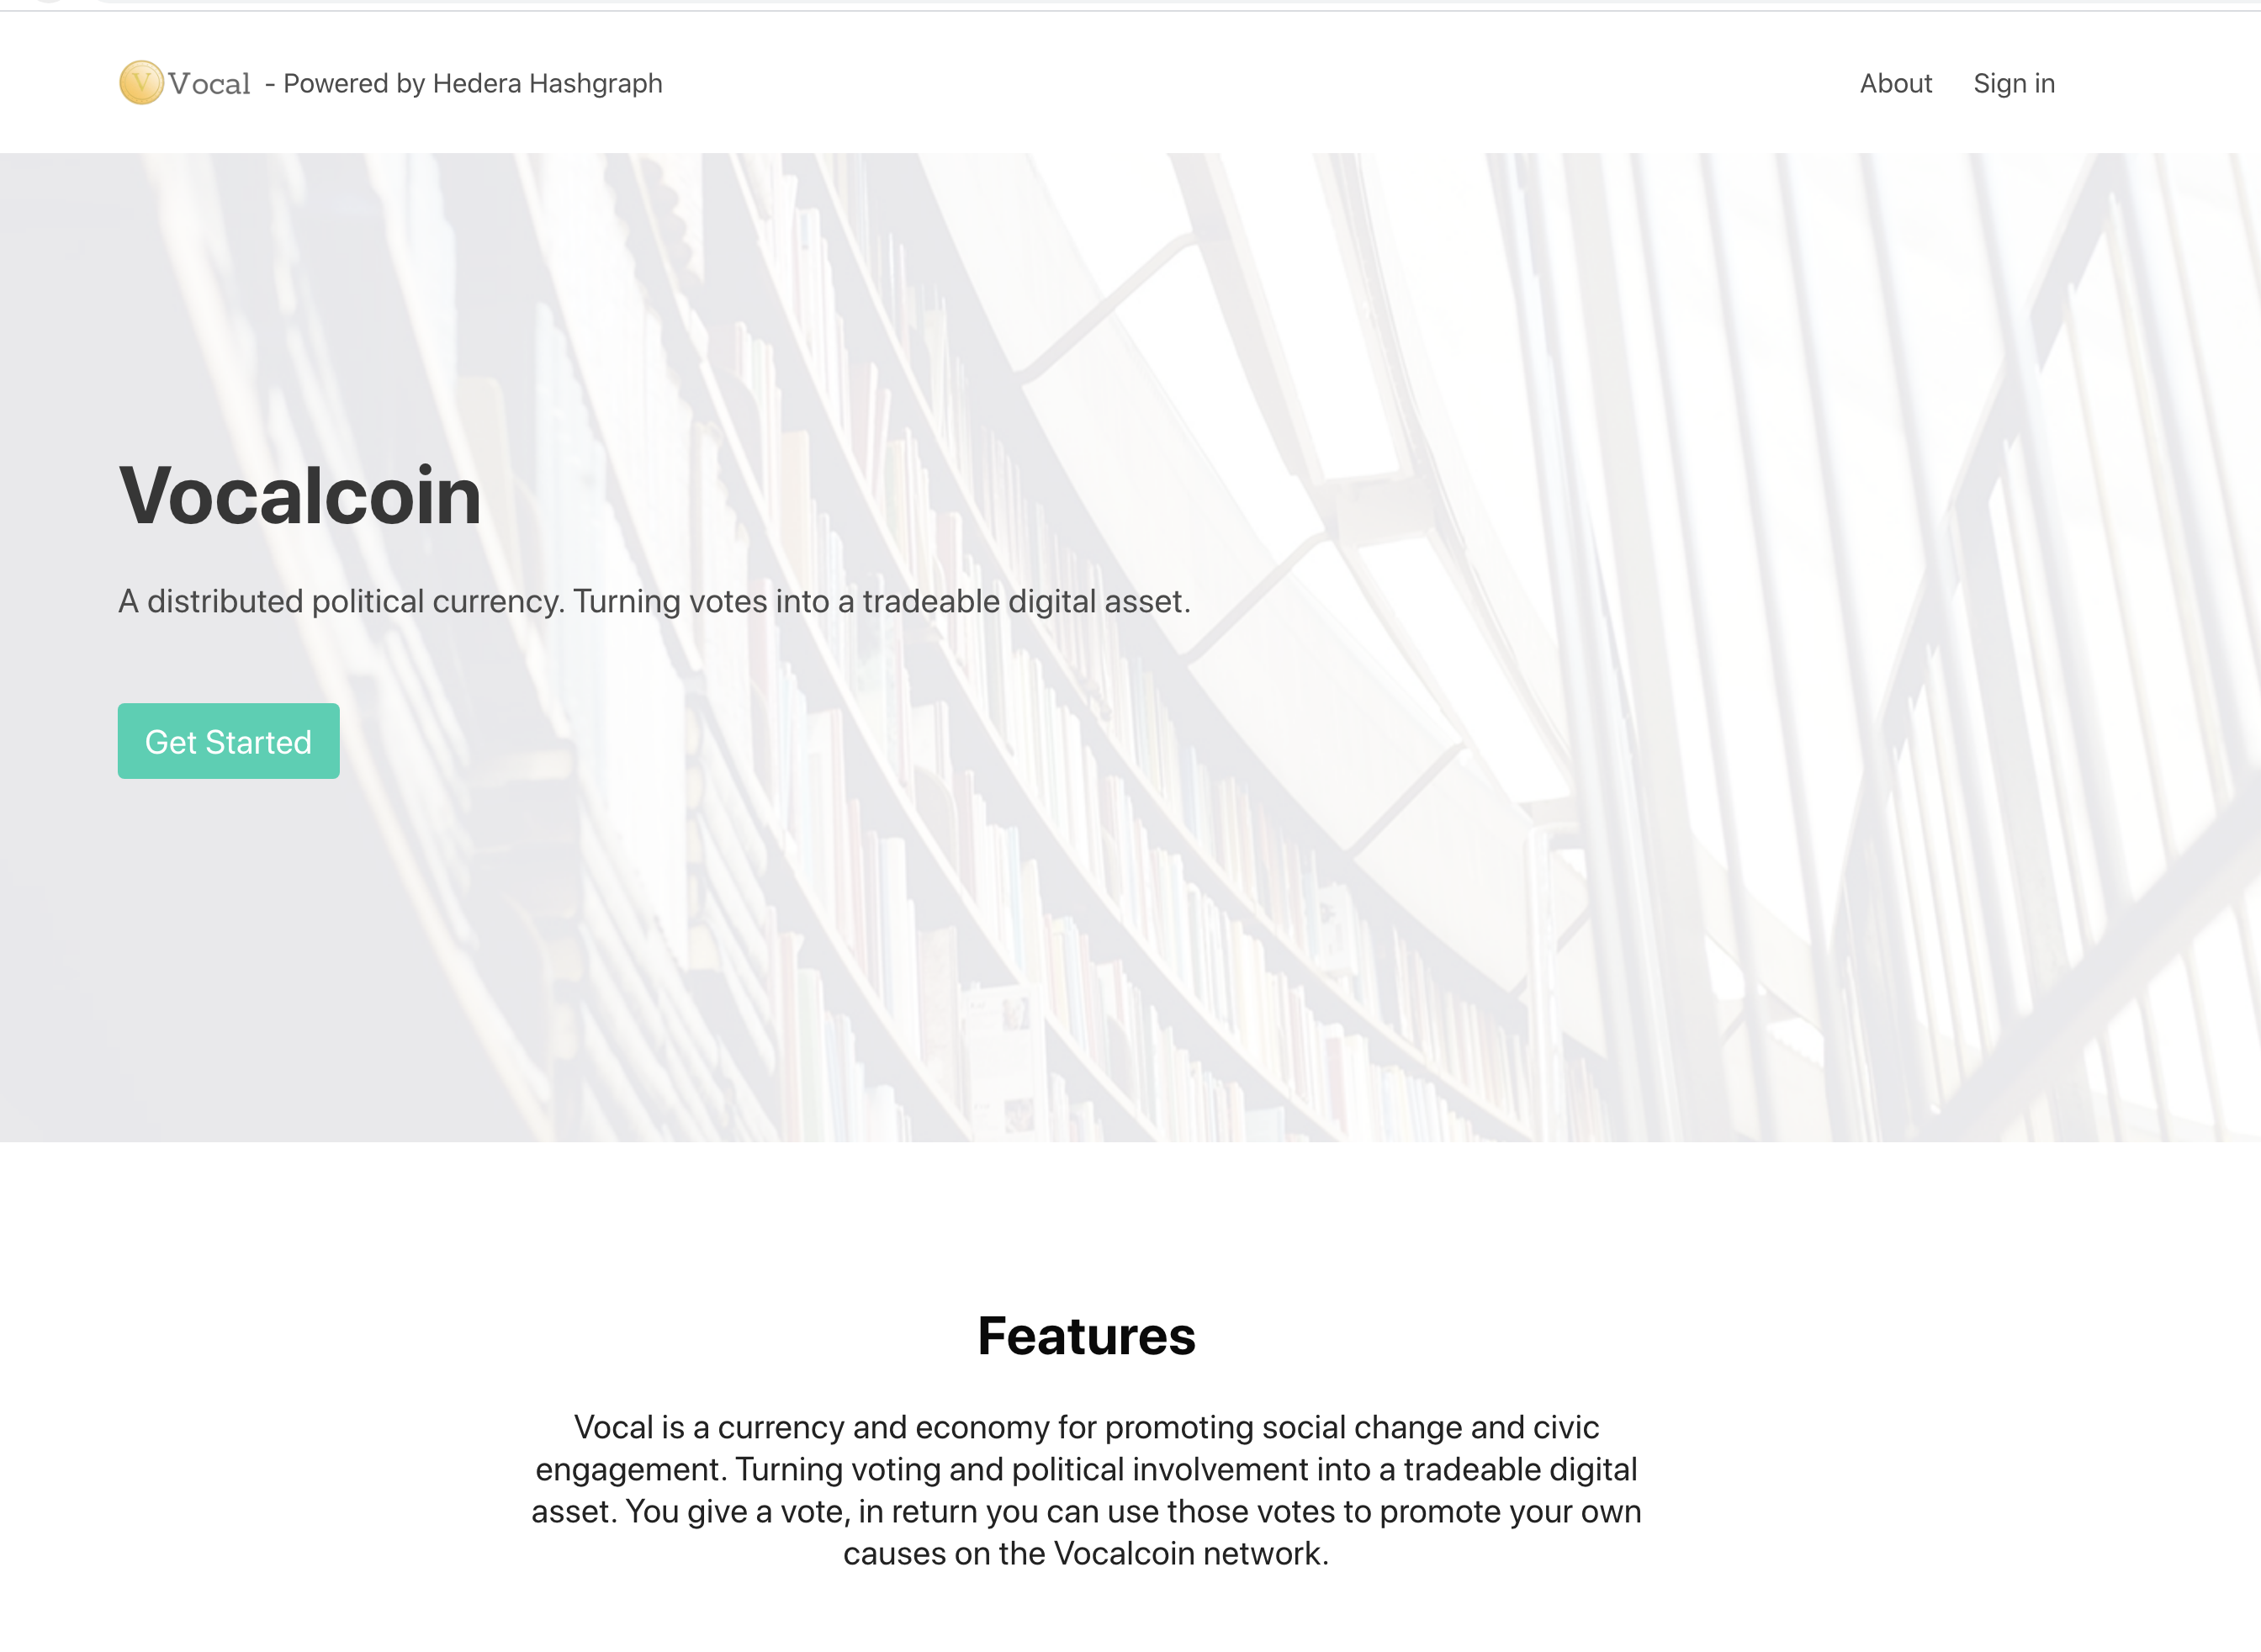 V Vocal - Powered by Hedera Hashgraph
About Sign in
Vocalcoin
A distributed political currency. Turning votes into a tradeable digital asset.
Get Started
Features
Vocal is a currency and economy for promoting social change and civic
engagement. Turning voting and political involvement into a tradeable digital
asset. You give a vote, in return you can use those votes to promote your own
causes on the Vocalcoin network.